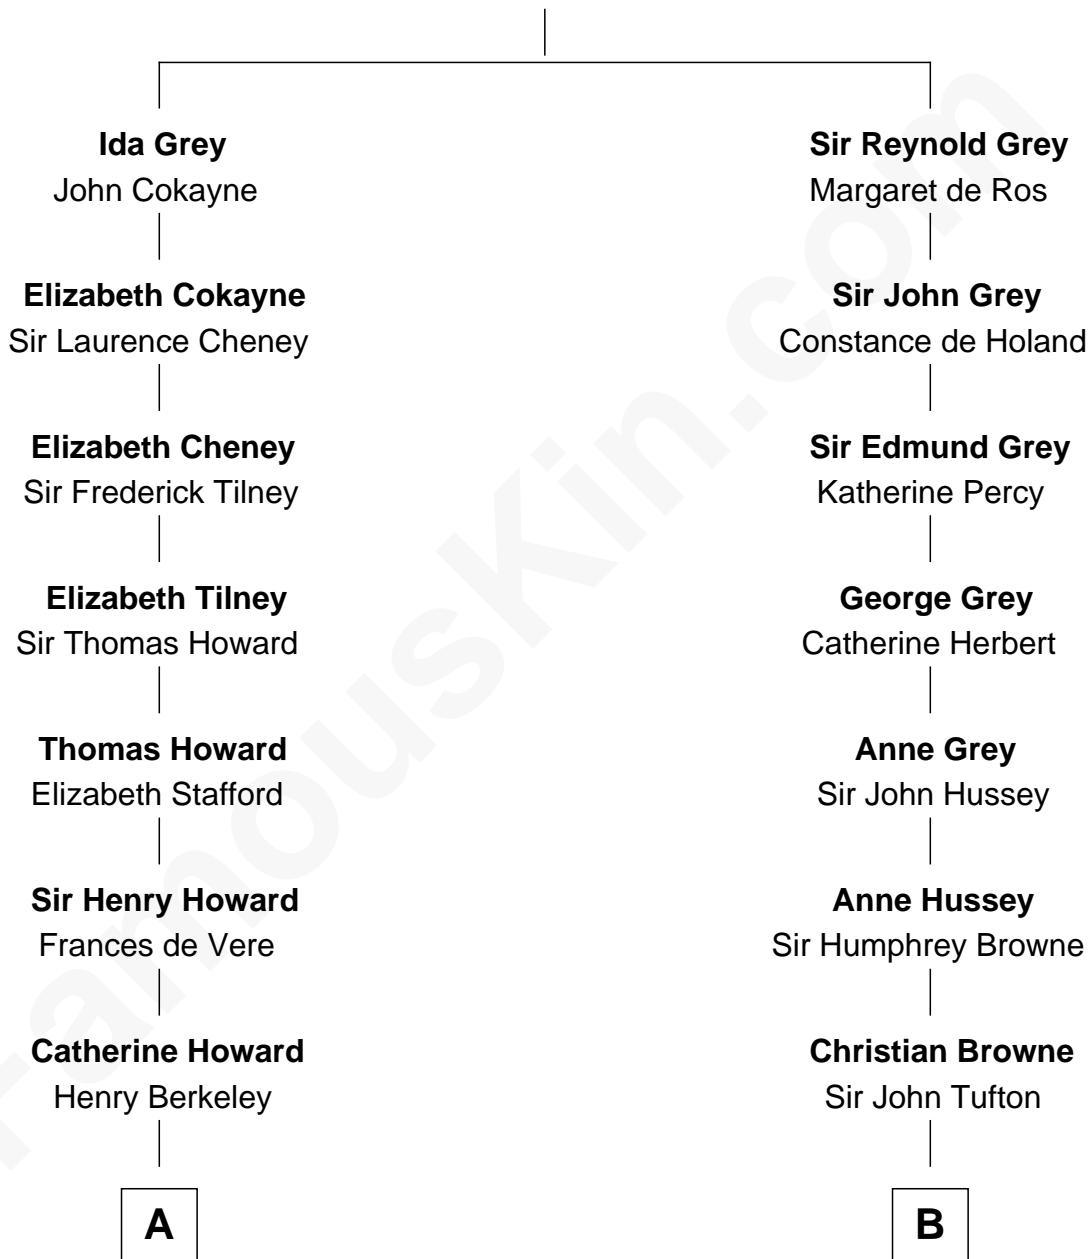 Ida Grey
John Cokayne
Elizabeth Cokayne
Sir Laurence Cheney
Elizabeth Cheney
Sir Frederick Tilney
Elizabeth Tilney
Sir Thomas Howard
Thomas Howard
Elizabeth Stafford
Sir Henry Howard
Frances de Vere
Catherine Howard
Henry Berkeley
A
Sir Reynold Grey
Margaret de Ros
Sir John Grey
Constance de Holand
Sir Edmund Grey
Katherine Percy
George Grey
Catherine Herbert
Anne Grey
Sir John Hussey
Anne Hussey
Sir Humphrey Browne
Christian Browne
Sir John Tufton
B
FamousKin.com